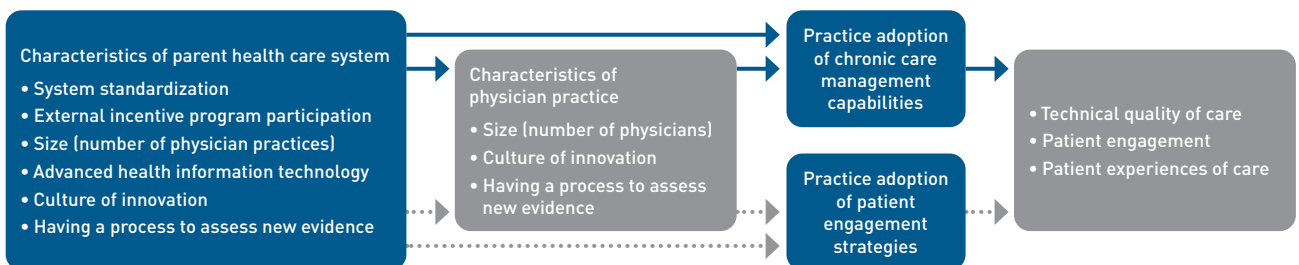 Characteristics of parent health care system
• System standardization
• External incentive program participation
• Size (number of physician practices)
• Advanced health information technology
• Culture of innovation
• Having a process to assess new evidence
Characteristics of
physician practice
• Size (number of physicians)
• Culture of innovation
• Having a process to assess
new evidence
Practice adoption
of chronic care
management
capabilities
Practice adoption
of patient
engagement
strategies
• Technical quality of care
• Patient engagement
• Patient experiences of care